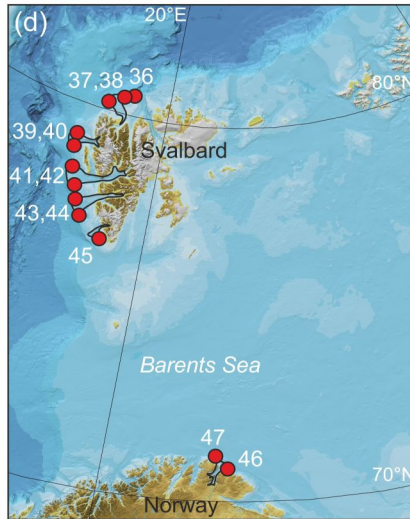 (d)
20°E
37,38 36
80°N
39,40
Svalbard
41,42
43,44
45
Barents Sea
47
46
70°N
Norway